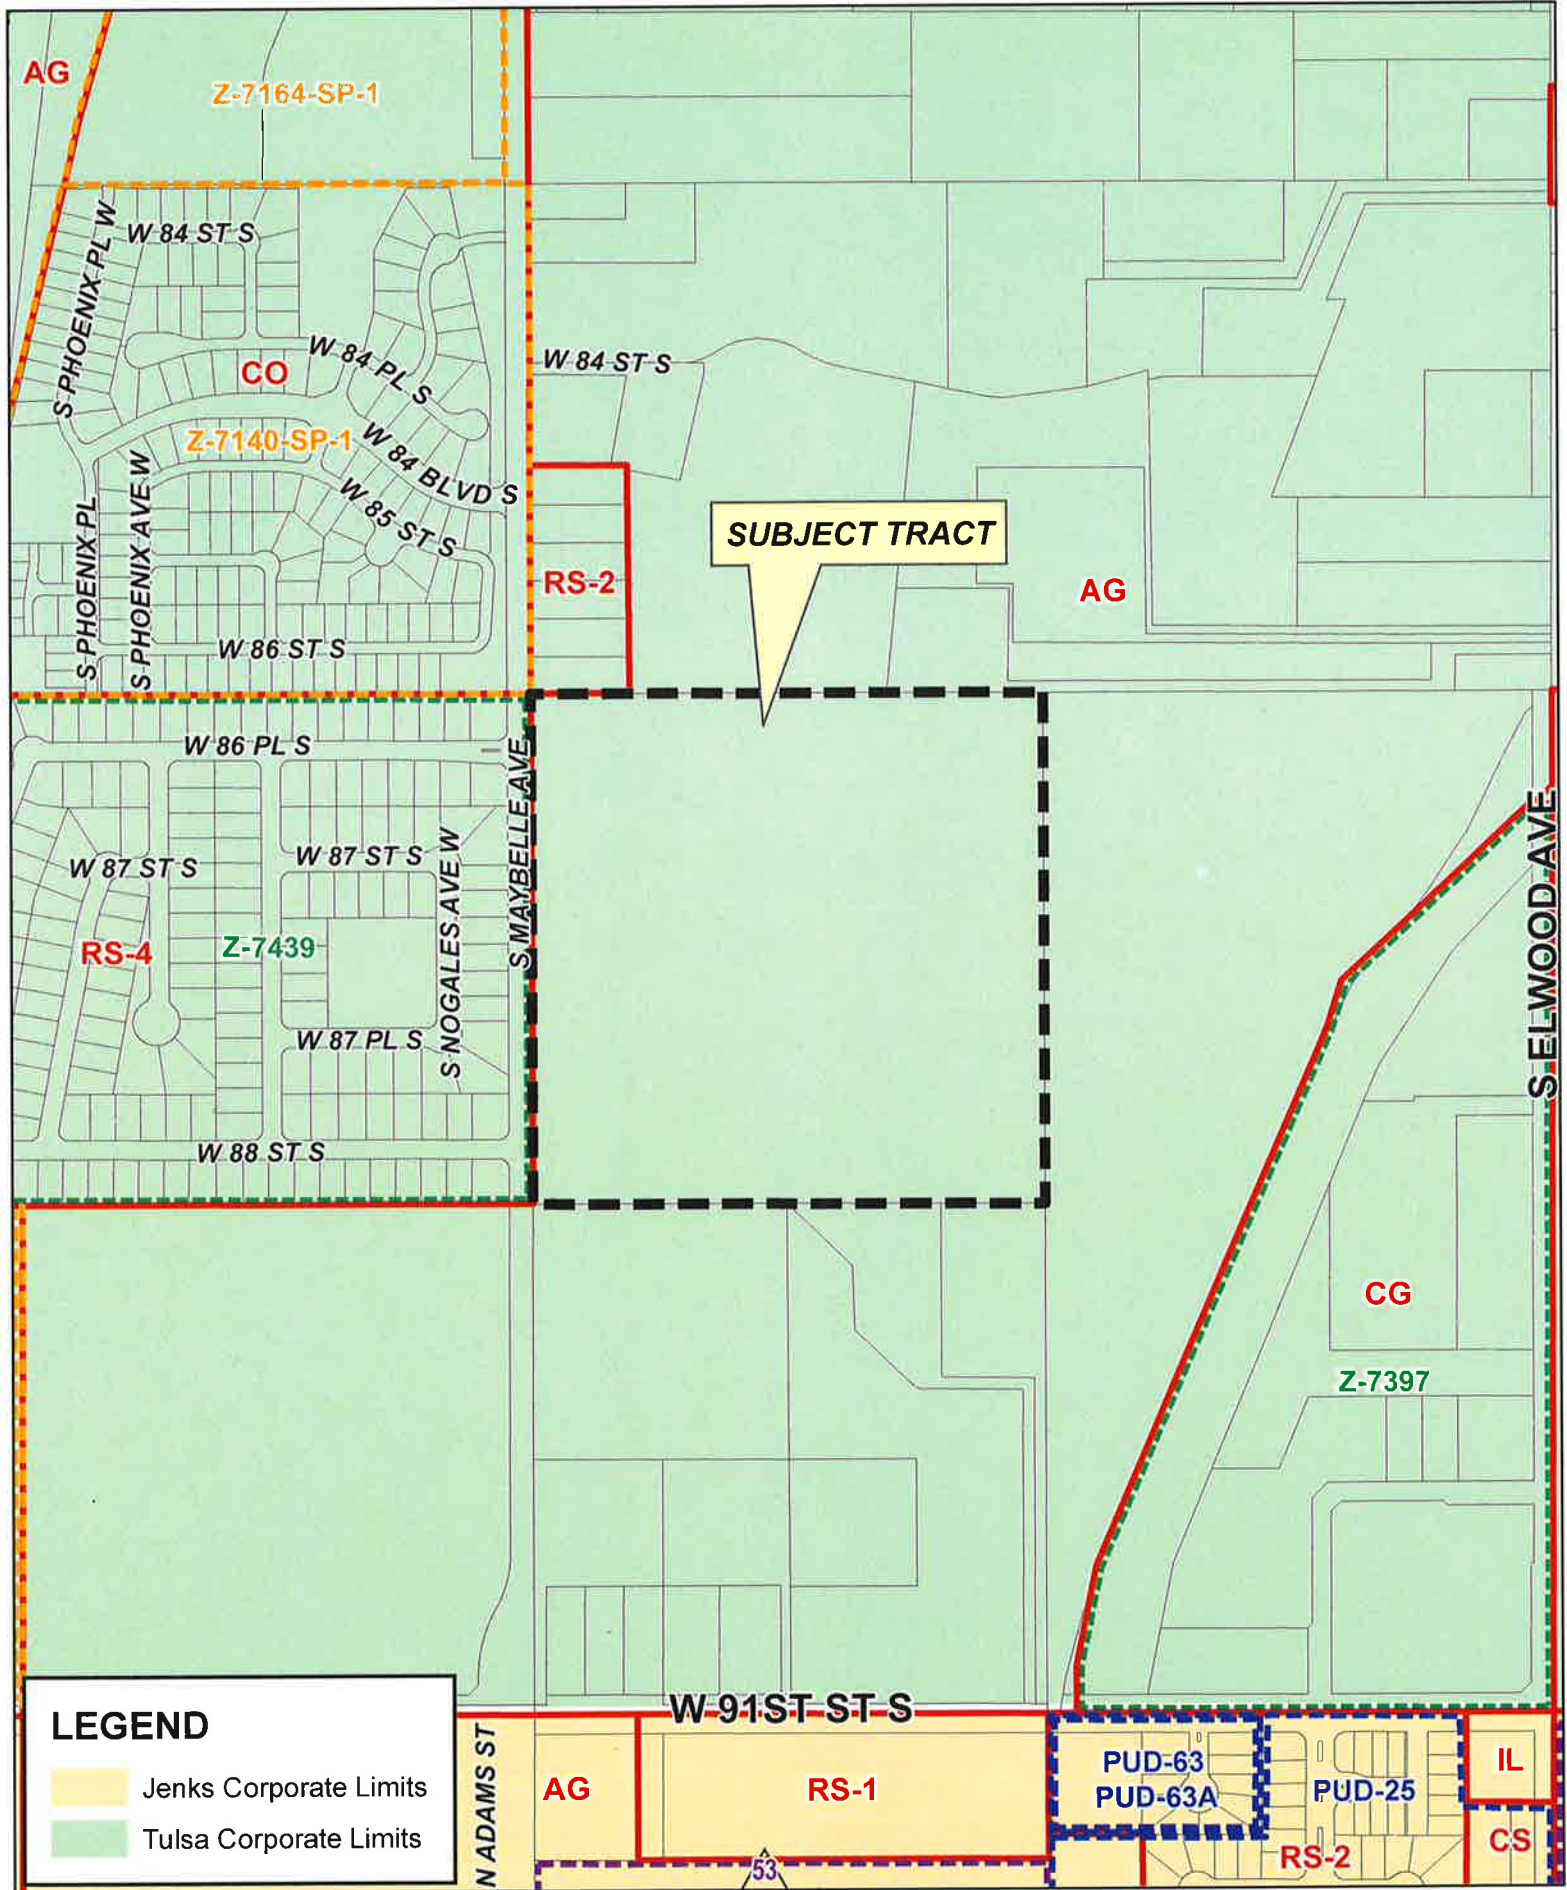 AG
Z-7164-SP-1
W 84 ST S
S PHOENIX PL W
W 84 PL S
W 84 ST S
CO
Z-7140-SP-1
W 84 BLVD S
W 85 ST S
S PHOENIX PL
S PHOENIX AVE W
SUBJECT TRACT
RS-2
AG
W 86 ST S
W 86 PL S
S MAYBELLE AVE
W 87 ST S
W 87 ST S
S NOGALES AVE W
S ELWOOD AVE
RS-4
Z-7439
W 87 PL S
W 88 ST S
CG
Z-7397
W 91ST ST S
LEGEND
Jenks Corporate Limits
Tulsa Corporate Limits
N ADAMS ST
AG
RS-1
PUD-63
PUD-63A
PUD-25
IL
RS-2
CS
53